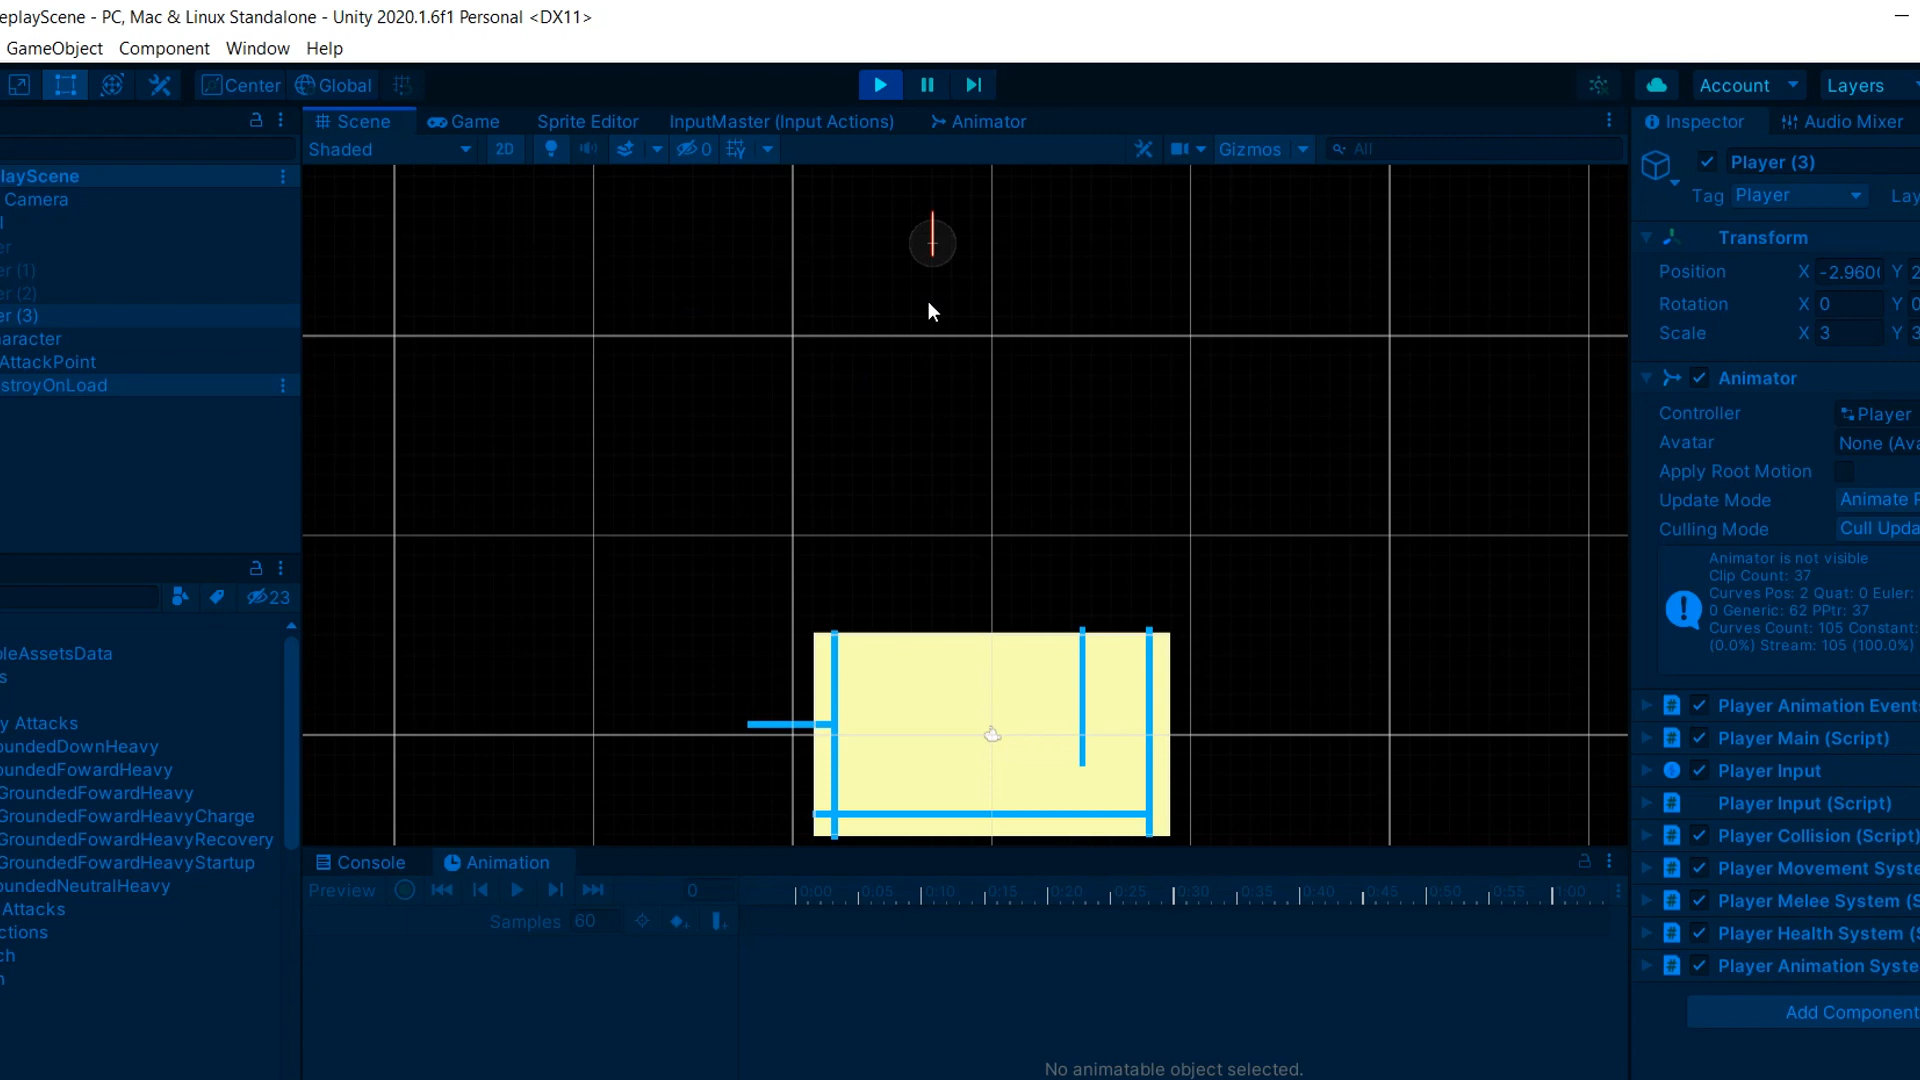 eplayScene - PC, Mac & Linux Standalone - Unity 2020.1.6f1 Personal <DX11>
GameObject Component Window Help
Center Global
Account Layers
Scene Game Sprite Editor InputMaster (Input Actions) Animator
Shaded 2D 0 Gizmos All
layScene
Camera
l
er
er (1)
er (2)
er (3)
aracter
AttackPoint
stroyOnLoad
23
leAssetsData
s
y Attacks
oundedDownHeavy
oundedFowardHeavy
GroundedFowardHeavy
GroundedFowardHeavyCharge
GroundedFowardHeavyRecovery
GroundedFowardHeavyStartup
oundedNeutralHeavy
Attacks
ctions
ch
n
Console Animation
Preview 0
0:00 0:05 0:10 0:15 0:20 0:25 0:30 0:35 0:40 0:45 0:50 0:55 1:00
Samples 60
No animatable object selected.
Inspector Audio Mixer
Player (3)
Tag Player Lay
Transform
Position X -2.960 Y 2
Rotation X 0 Y 0
Scale X 3 Y 3
Animator
Controller Player
Avatar None (Ava
Apply Root Motion
Update Mode Animate P
Culling Mode Cull Upda
Animator is not visible
Clip Count: 37
Curves Pos: 2 Quat: 0 Euler:
0 Generic: 62 PPtr: 37
Curves Count: 105 Constant:
(0.0%) Stream: 105 (100.0%)
Player Animation Events
Player Main (Script)
Player Input
Player Input (Script)
Player Collision (Script)
Player Movement Syste
Player Melee System (S
Player Health System (S
Player Animation Syste
Add Component